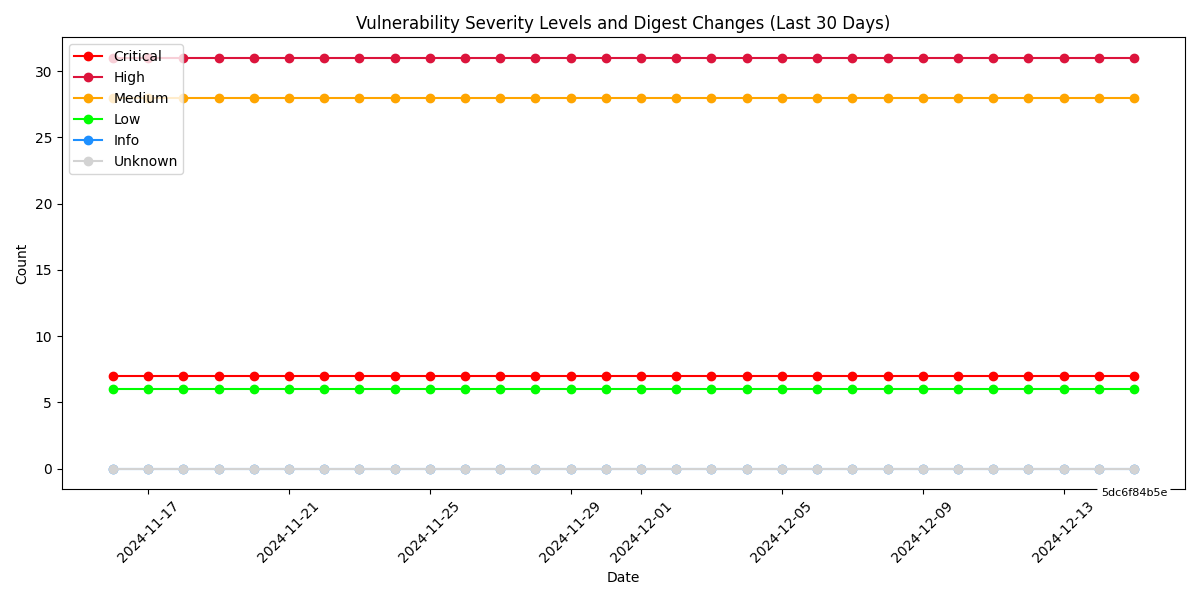 Vulnerability Severity Levels and Digest Changes (Last 30 Days)
Critical
High
Medium
Low
Info
Unknown
30
25
20
15
10
5
0
Count
5dc6f84b5e
2024-11-17
2024-11-21
2024-11-25
2024-11-29
2024-12-01
2024-12-05
2024-12-09
2024-12-13
Date